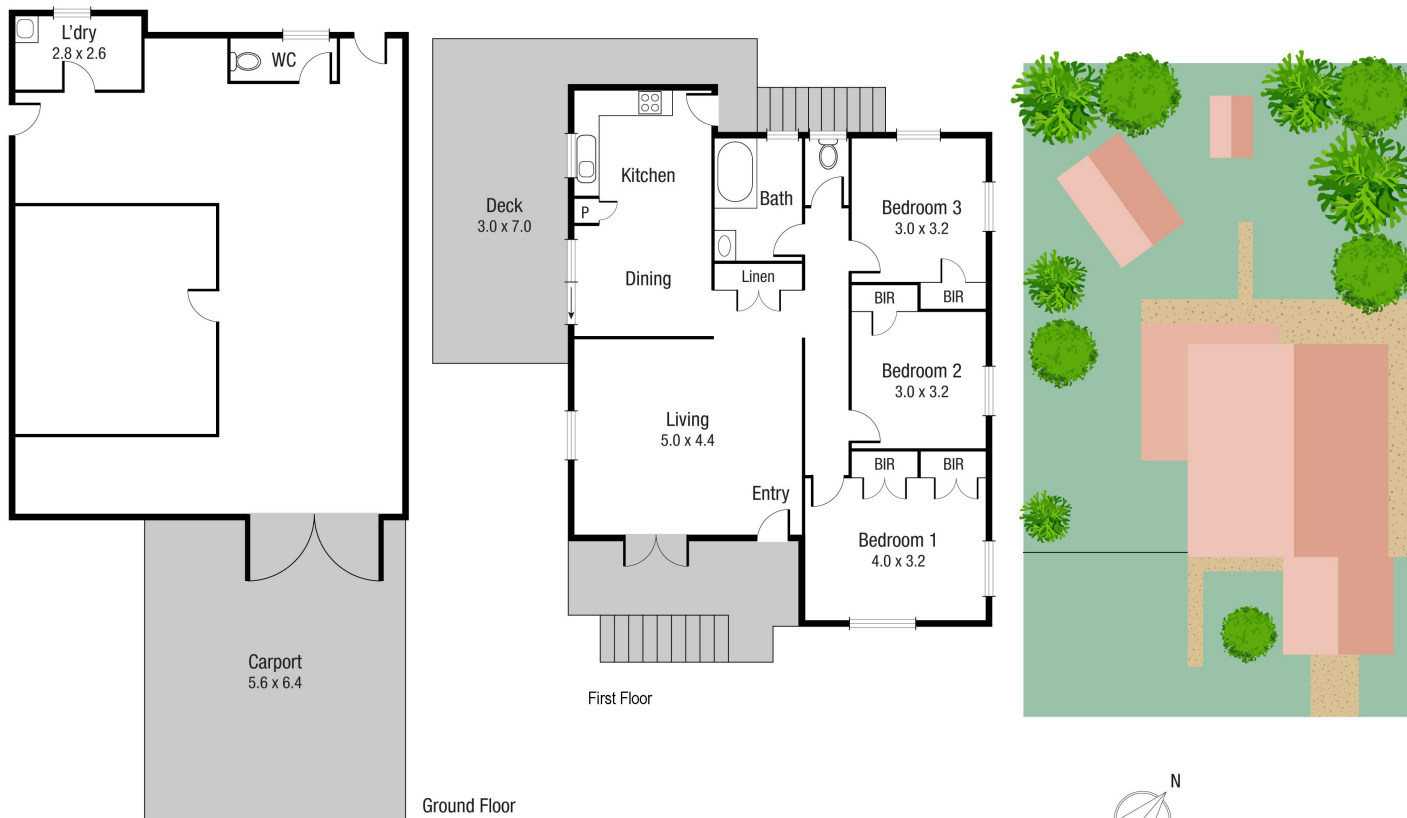 L'dry
2.8 x 2.6
WC
Carport
5.6 x 6.4
Ground Floor
Deck
3.0 x 7.0
Kitchen
P
Dining
Bath
Linen
Living
5.0 x 4.4
Entry
Bedroom 3
3.0 x 3.2
BIR
BIR
Bedroom 2
3.0 x 3.2
BIR
BIR
Bedroom 1
4.0 x 3.2
First Floor
N